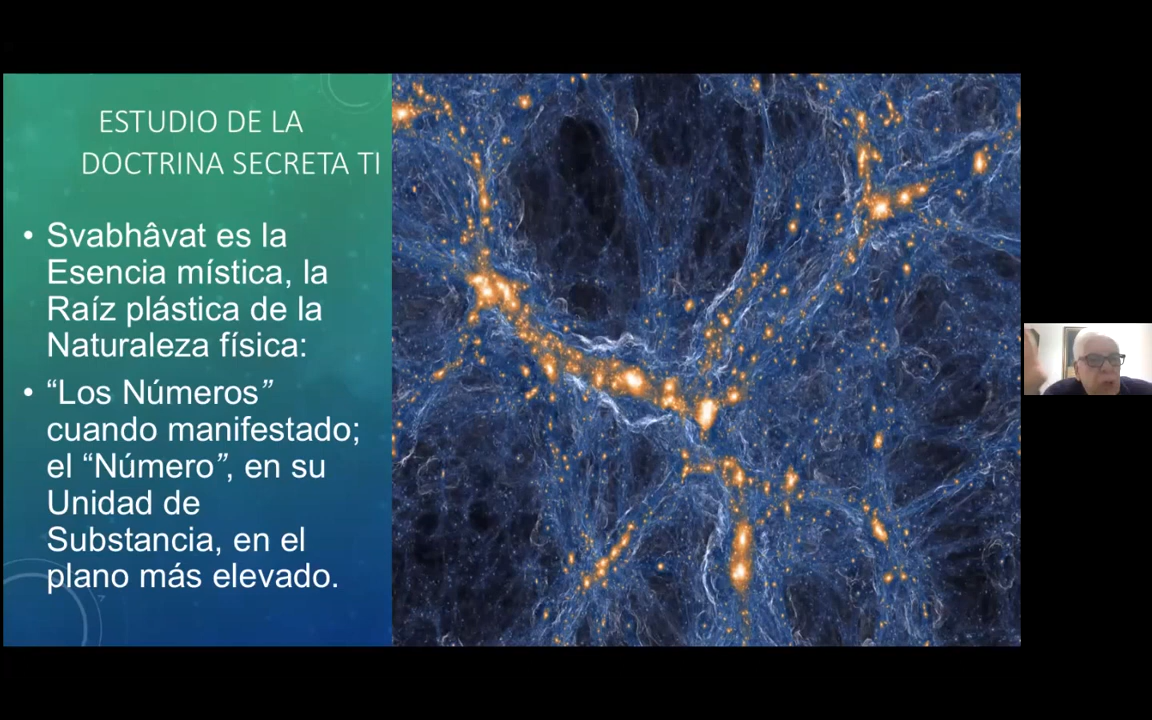 ESTUDIO DE LA
DOCTRINA SECRETA TI
• Svabhâvat es la
Esencia mística, la
Raíz plástica de la
Naturaleza física:
• “Los Números”
cuando manifestado;
el “Número”, en su
Unidad de
Substancia, en el
plano más elevado.